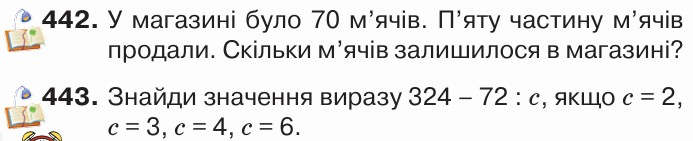 442. У магазині було 70 м’ячів. П’яту частину м’ячів
продали. Скільки м’ячів залишилося в магазині?
443. Знайди значення виразу 324 – 72 : c, якщо c = 2,
c = 3, c = 4, c = 6.